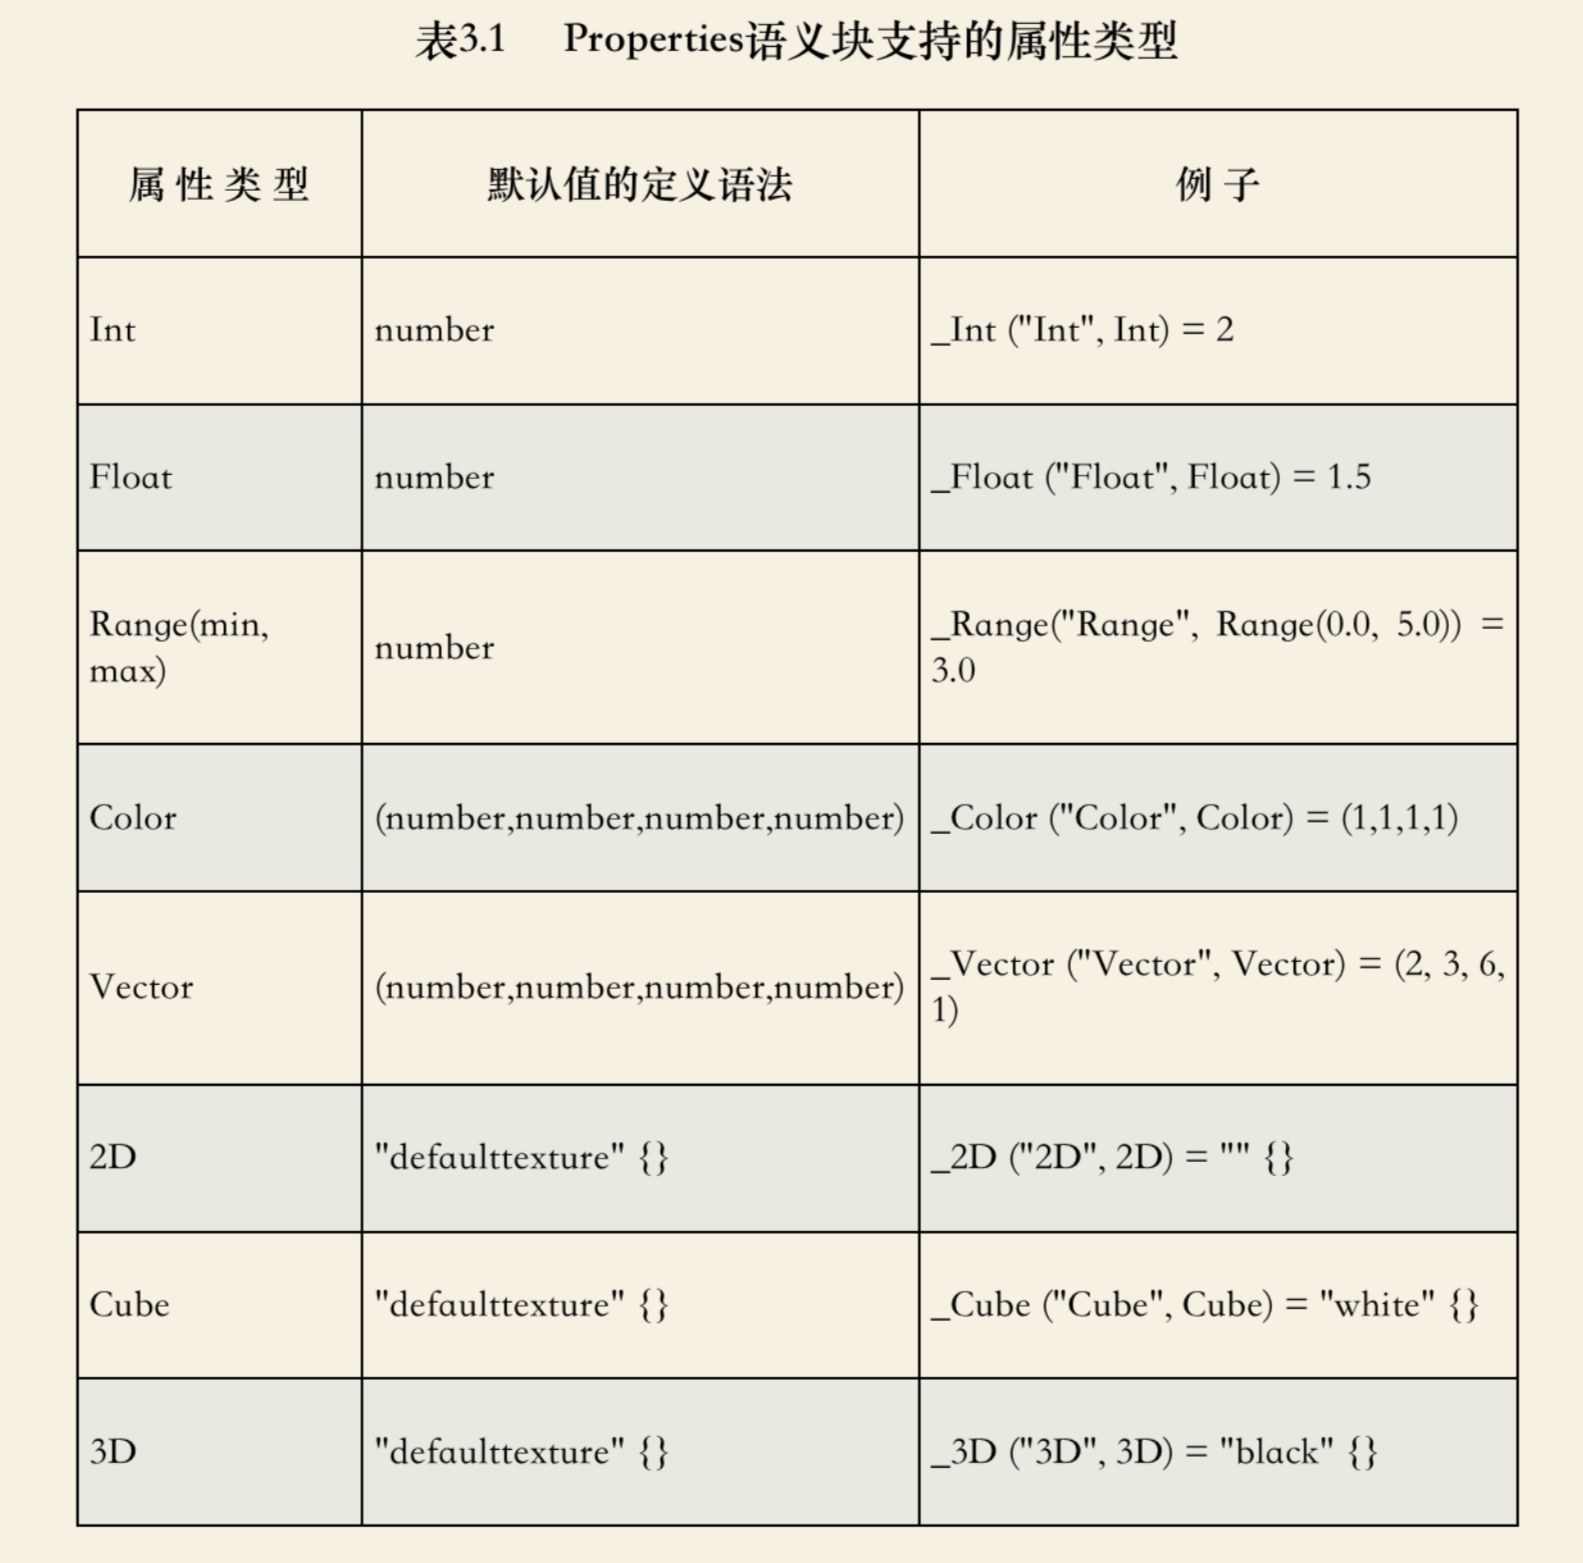 表3.1 Properties语义块支持的属性类型
属 性 类 型 默认值的定义语法 例 子
Int number _Int ("Int", Int) = 2
Float number _Float ("Float", Float) = 1.5
Range(min,
max)
number
_Range("Range", Range(0.0, 5.0)) =
3.0
Color (number,number,number,number) _Color ("Color", Color) = (1,1,1,1)
Vector (number,number,number,number)
_Vector ("Vector", Vector) = (2, 3, 6,
1)
2D "defaulttexture" {} _2D ("2D", 2D) = "" {}
Cube "defaulttexture" {} _Cube ("Cube", Cube) = "white" {}
3D "defaulttexture" {} _3D ("3D", 3D) = "black" {}